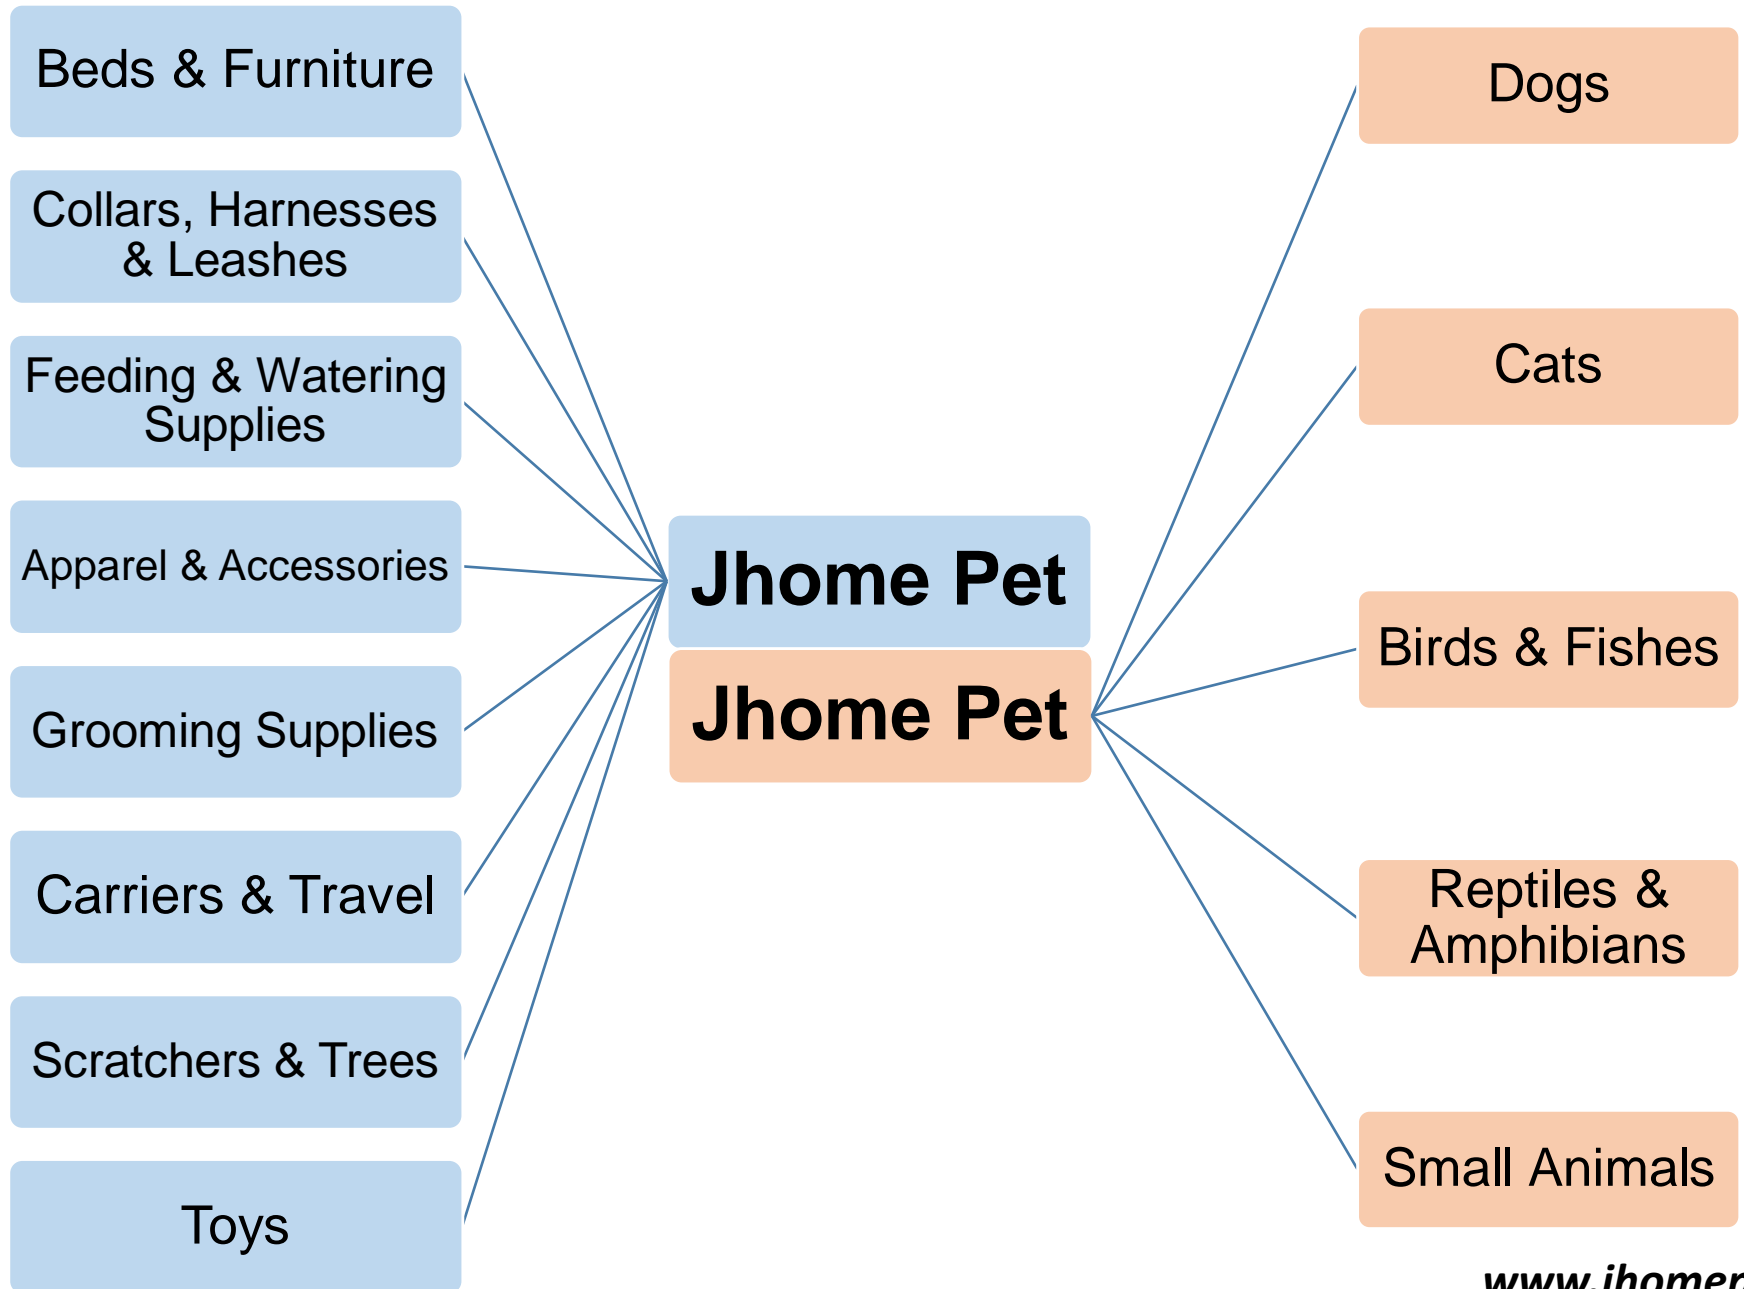 Beds & Furniture
Collars, Harnesses
& Leashes
Feeding & Watering
Supplies
Apparel & Accessories
Grooming Supplies
Carriers & Travel
Scratchers & Trees
Toys
Jhome Pet
Jhome Pet
Dogs
Cats
Birds & Fishes
Reptiles &
Amphibians
Small Animals